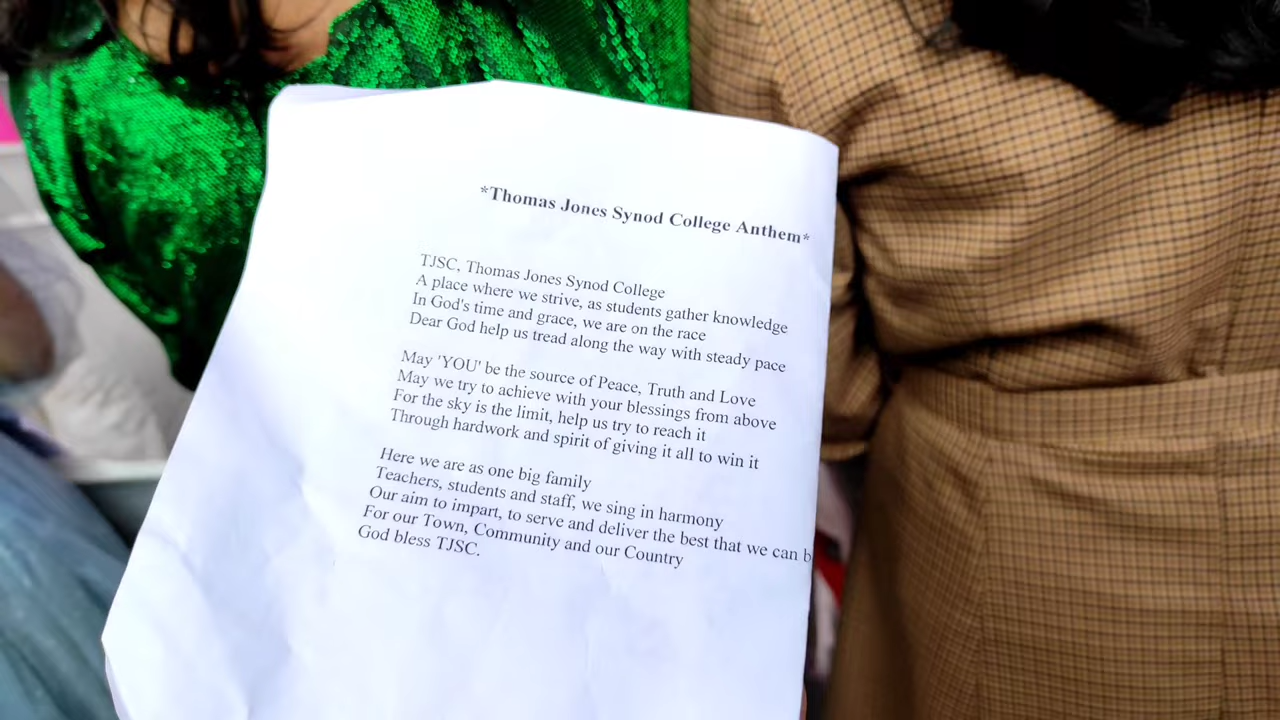 *Thomas Jones Synod College Anthem*
TJSC, Thomas Jones Synod College
A place where we strive, as students gather knowledge
In God's time and grace, we are on the race
Dear God help us tread along the way with steady pace
May 'YOU' be the source of Peace, Truth and Love
May we try to achieve with your blessings from above
For the sky is the limit, help us try to reach it
Through hardwork and spirit of giving it all to win it
Here we are as one big family
Teachers, students and staff, we sing in harmony
Our aim to impart, to serve and deliver the best that we can b
For our Town, Community and our Country
God bless TJSC.